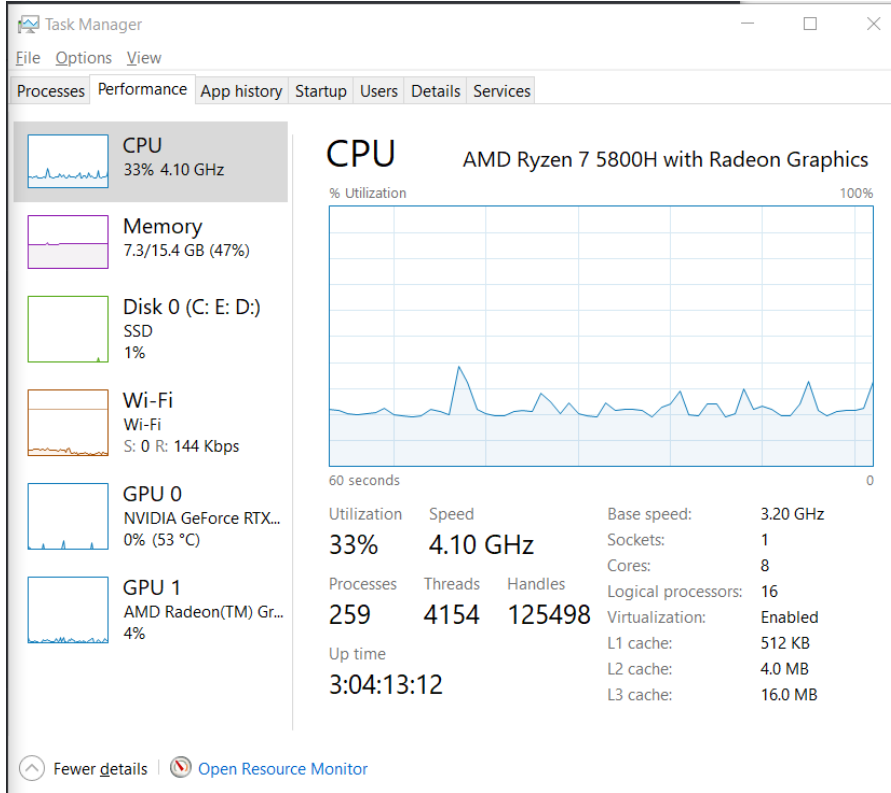 Task Manager
File Options View
Processes Performance App history Startup Users Details Services
CPU
33% 4.10 GHz
Memory
7.3/15.4 GB (47%)
Disk 0 (C: E: D:)
SSD
1%
Wi-Fi
Wi-Fi
S: 0 R: 144 Kbps
GPU 0
NVIDIA GeForce RTX...
0% (53 °C)
GPU 1
AMD Radeon(TM) Gr...
4%
CPU AMD Ryzen 7 5800H with Radeon Graphics
% Utilization 100%
60 seconds 0
Utilization Speed
33% 4.10 GHz
Processes Threads Handles
259 4154 125498
Up time
3:04:13:12
Base speed: 3.20 GHz
Sockets: 1
Cores: 8
Logical processors: 16
Virtualization: Enabled
L1 cache: 512 KB
L2 cache: 4.0 MB
L3 cache: 16.0 MB
Fewer details Open Resource Monitor